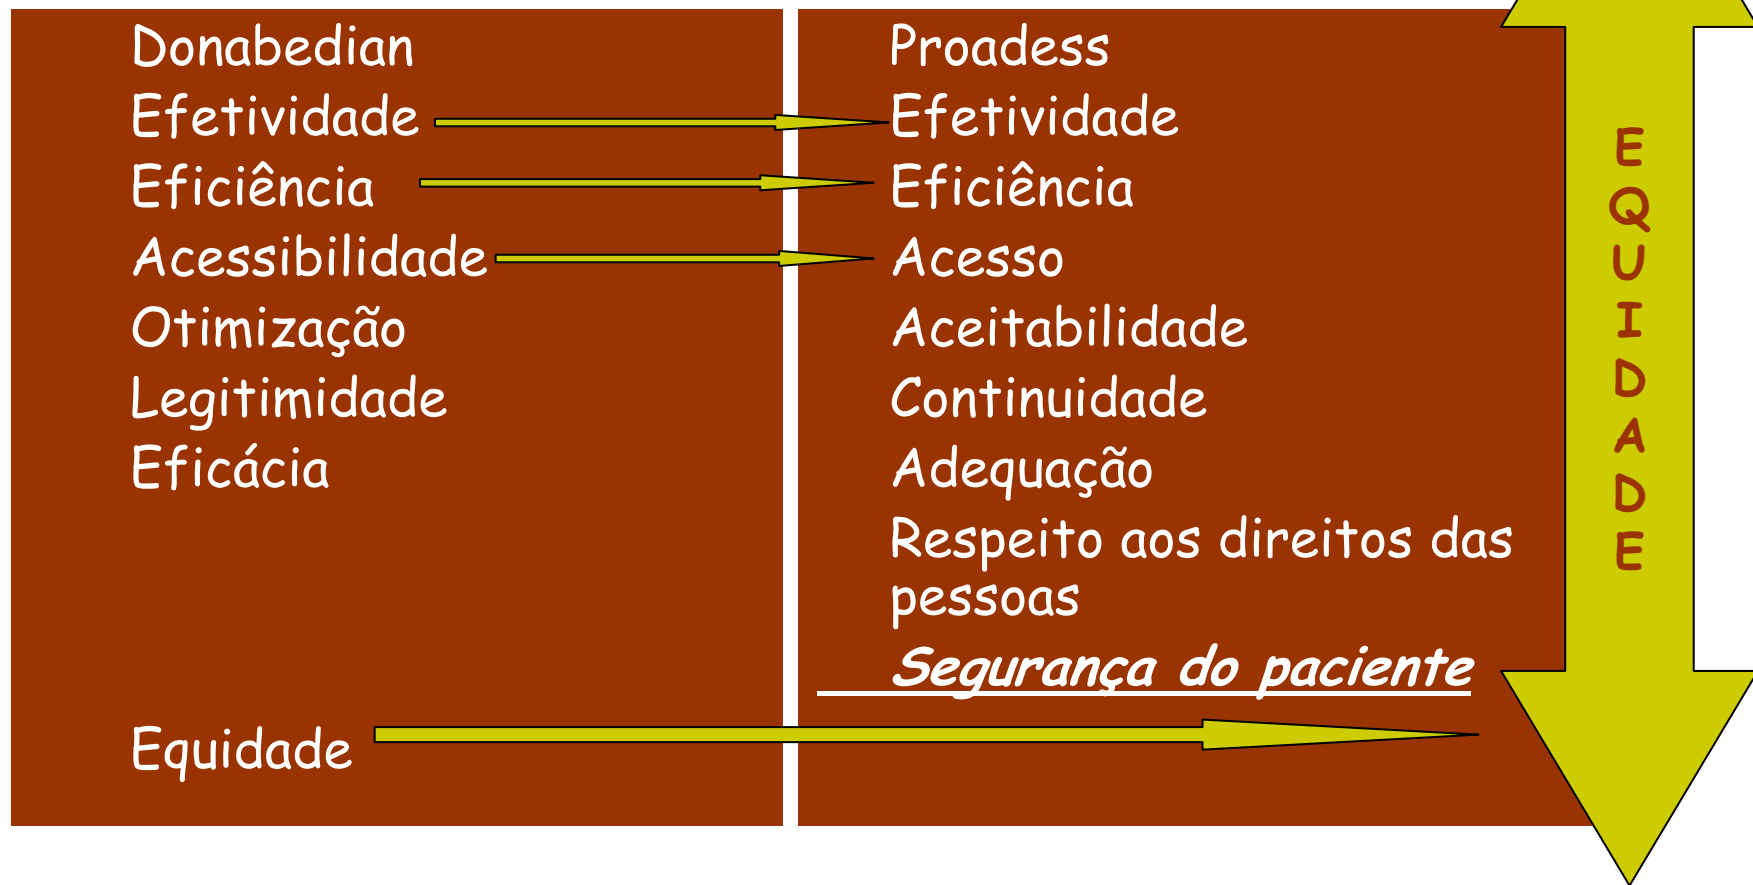 Donabedian
Efetividade
Eficiência
Acessibilidade
Otimização
Legitimidade
Eficácia
Equidade
Proadess
Efetividade
Eficiência
Acesso
Aceitabilidade
Continuidade
Adequação
Respeito aos direitos das
pessoas
Segurança do paciente
EQUIDADE